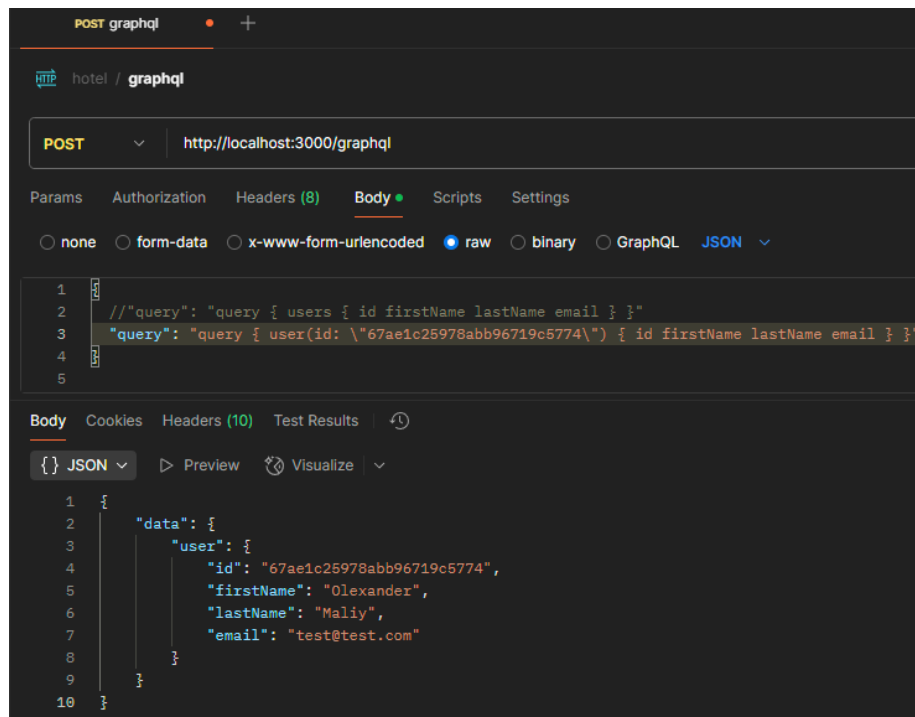 POST graphql
HTTP hotel / graphql
POST http://localhost:3000/graphql
Params Authorization Headers (8) Body Scripts Settings
none form-data x-www-form-urlencoded raw binary GraphQL JSON
1 {
2 //"query": "query { users { id firstName lastName email } }"
3 "query": "query { user(id: \"67ae1c25978abb96719c5774\") { id firstName lastName email } }"
4 }
5
Body Cookies Headers (10) Test Results
{} JSON Preview Visualize
1 {
2 "data": {
3 "user": {
4 "id": "67ae1c25978abb96719c5774",
5 "firstName": "Olexander",
6 "lastName": "Maliy",
7 "email": "test@test.com"
8 }
9 }
10 }